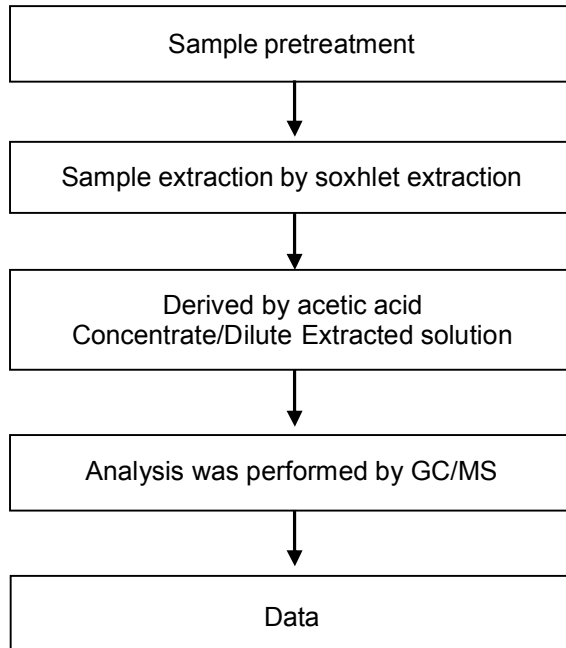 Sample pretreatment
Sample extraction by soxhlet extraction
Derived by acetic acid
Concentrate/Dilute Extracted solution
Analysis was performed by GC/MS
Data